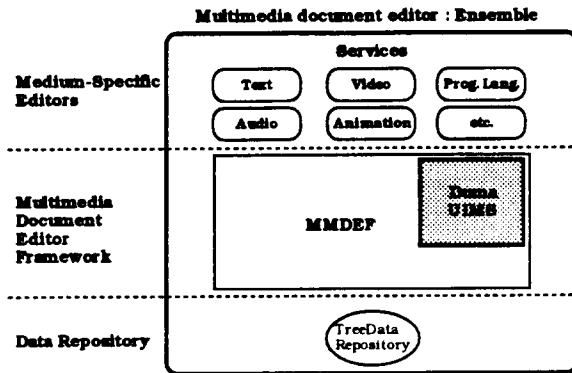 Multimedia document editor : Ensemble
Services
Medium-Specific
Editors
Text
Video
Prog. Lang.
Audio
Animation
etc.
Multimedia
Document
Editor
Framework
MMDEF
UIMS
Data Repository
TreeData
Repository